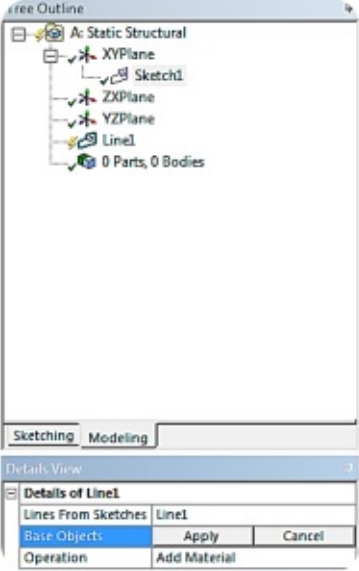 Tree Outline
A: Static Structural
XYPlane
Sketch1
ZXPlane
YZPlane
Line1
0 Parts, 0 Bodies
Sketching Modeling
Details View
Details of Line1
Lines From Sketches Line1
Base Objects Apply Cancel
Operation Add Material